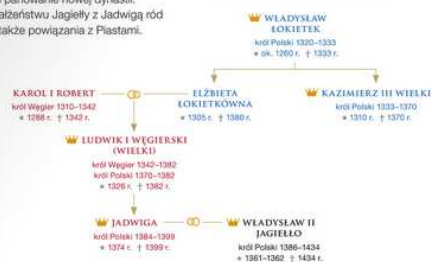 i panowanie nowej dynastii.
ałżeństwu Jagiełły z Jadwigą ród
także powiązania z Piastami.
WŁADYSŁAW
ŁOKIETEK
król Polski 1320–1333
* ok. 1260 r. † 1333 r.
KAROL I ROBERT
król Węgier 1310–1342
* 1288 r. † 1342 r.
ELŻBIETA
ŁOKIETKÓWNA
* 1305 r. † 1380 r.
KAZIMIERZ III WIELKI
król Polski 1333–1370
* 1310 r. † 1370 r.
LUDWIK I WĘGIERSKI
(WIELKI)
król Węgier 1342–1382
król Polski 1370–1382
* 1326 r. † 1382 r.
JADWIGA
król Polski 1384–1399
* 1374 r. † 1399 r.
WŁADYSŁAW II
JAGIEŁŁO
król Polski 1386–1434
* 1361–1362 † 1434 r.